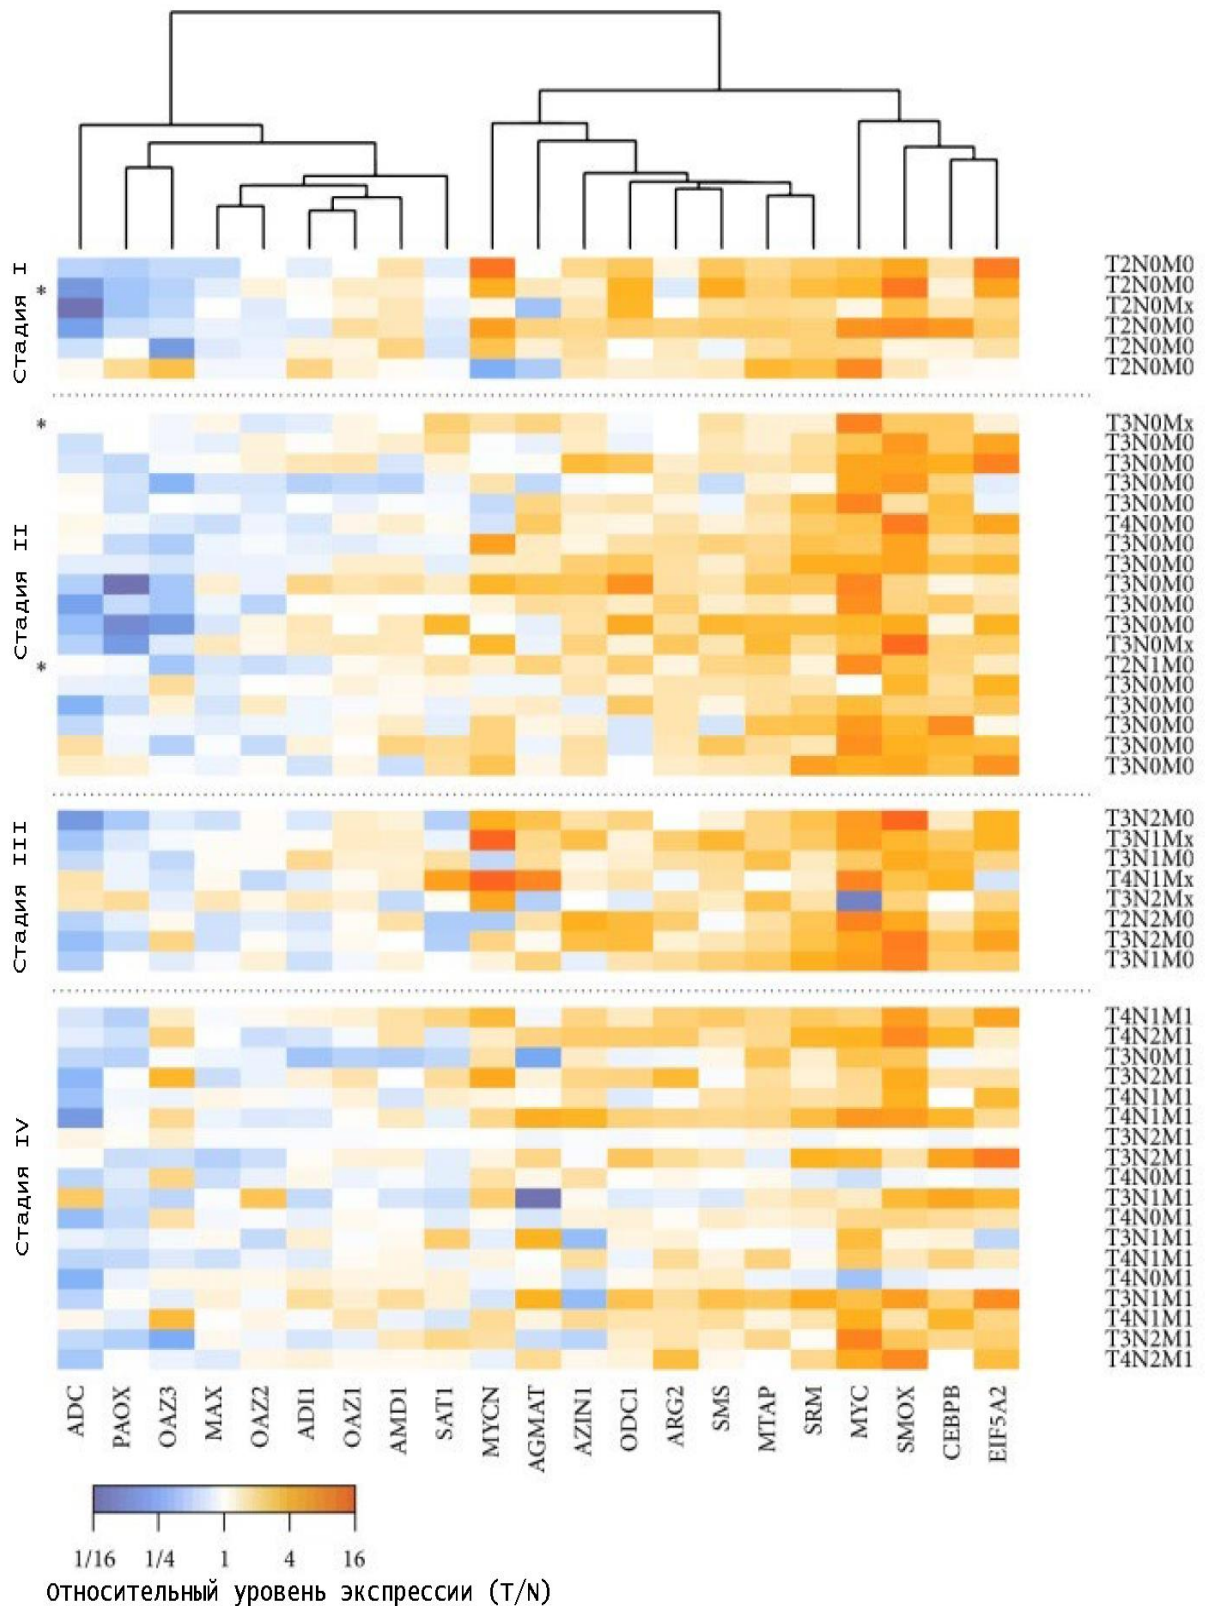 Стадия I
*
T2N0M0
T2N0M0
T2N0Mx
T2N0M0
T2N0M0
T2N0M0
Стадия II
*
*
T3N0Mx
T3N0M0
T3N0M0
T3N0M0
T3N0M0
T4N0M0
T3N0M0
T3N0M0
T3N0M0
T3N0M0
T3N0M0
T3N0Mx
T2N1M0
T3N0M0
T3N0M0
T3N0M0
T3N0M0
T3N0M0
Стадия III
T3N2M0
T3N1Mx
T3N1M0
T4N1Mx
T3N2Mx
T2N2M0
T3N2M0
T3N1M0
Стадия IV
T4N1M1
T4N2M1
T3N0M1
T3N2M1
T4N1M1
T4N1M1
T3N2M1
T3N2M1
T4N0M1
T3N1M1
T4N0M1
T3N1M1
T4N1M1
T4N0M1
T3N1M1
T4N1M1
T3N2M1
T4N2M1
ADC
PAOX
OAZ3
MAX
OAZ2
ADI1
OAZ1
AMD1
SAT1
MYCN
AGMAT
AZIN1
ODC1
ARG2
SMS
MTAP
SRM
MYC
SMOX
CEBPB
EIF5A2
1/16 1/4 1 4 16
Относительный уровень экспрессии (T/N)